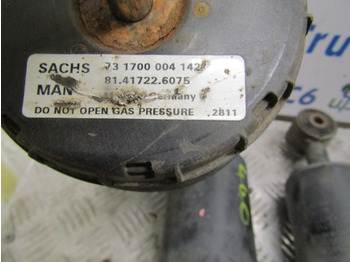 SACHS 73 1700 004 142
MAN 81.41722.6075
Germany
DO NOT OPEN GAS PRESSURE 2811